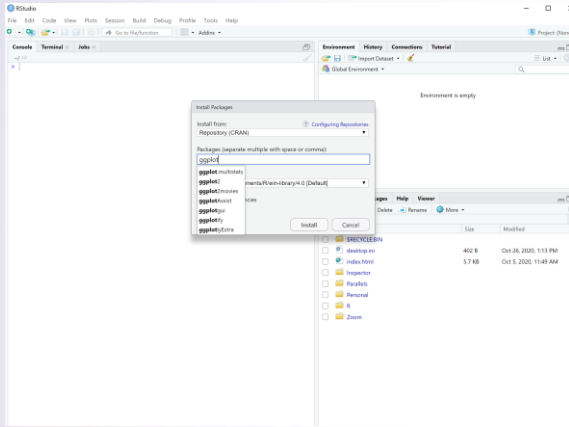 RStudio
File Edit Code View Plots Session Build Debug Profile Tools Help
Go to file/function Addins
Project: (None
Console Terminal Jobs
Environment History Connections Tutorial
Import Dataset List
Global Environment
Environment is empty
>
Install Packages
Install from: Configuring Repositories
Repository (CRAN)
Packages (separate multiple with space or comma):
ggplot
ggplot.multistats
ggplot2
ggplot2movies
ggplotAssist
ggplotgui
ggplotify
ggplotlyExtra
ments/R/win-library/4.0 [Default]
ncies
Install Cancel
ages Help Viewer
Delete Rename More
Size Modified
$RECYCLE.BIN
desktop.ini 402 B Oct 26, 2020, 1:13 PM
index.html 5.7 KB Oct 5, 2020, 11:49 AM
Inspector
Parallels
Personal
R
Zoom